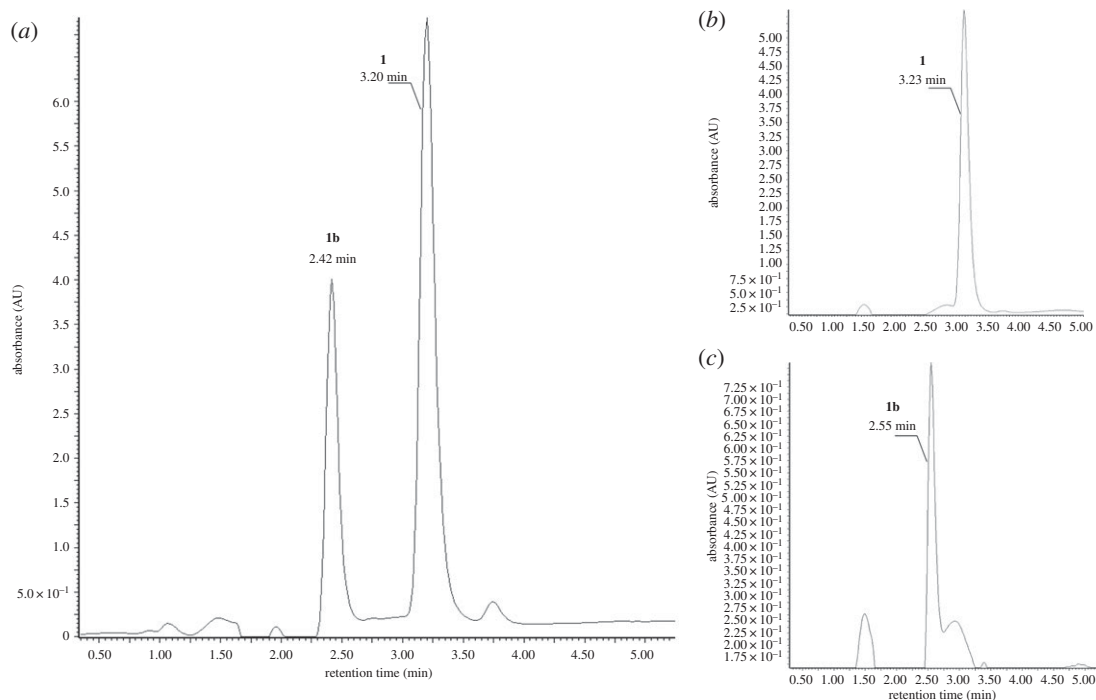 (a)
1
3.20 min
1b
2.42 min
absorbance (AU)
6.0
5.5
5.0
4.5
4.0
3.5
3.0
2.5
2.0
1.5
1.0
5.0 × 10⁻¹
0
0.50 1.00 1.50 2.00 2.50 3.00 3.50 4.00 4.50 5.00
retention time (min)
(b)
1
3.23 min
absorbance (AU)
5.00
4.75
4.50
4.25
4.00
3.75
3.50
3.25
3.00
2.75
2.50
2.25
2.00
1.75
1.50
1.25
1.00
7.5 × 10⁻¹
5.0 × 10⁻¹
2.5 × 10⁻¹
0.50 1.00 1.50 2.00 2.50 3.00 3.50 4.00 4.50 5.00
(c)
1b
2.55 min
absorbance (AU)
7.25 × 10⁻¹
7.00 × 10⁻¹
6.75 × 10⁻¹
6.50 × 10⁻¹
6.25 × 10⁻¹
6.00 × 10⁻¹
5.75 × 10⁻¹
5.50 × 10⁻¹
5.25 × 10⁻¹
5.00 × 10⁻¹
4.75 × 10⁻¹
4.50 × 10⁻¹
4.25 × 10⁻¹
4.00 × 10⁻¹
3.75 × 10⁻¹
3.50 × 10⁻¹
3.25 × 10⁻¹
3.00 × 10⁻¹
2.75 × 10⁻¹
2.50 × 10⁻¹
2.25 × 10⁻¹
2.00 × 10⁻¹
1.75 × 10⁻¹
0.50 1.00 1.50 2.00 2.50 3.00 3.50 4.00 4.50 5.00
retention time (min)